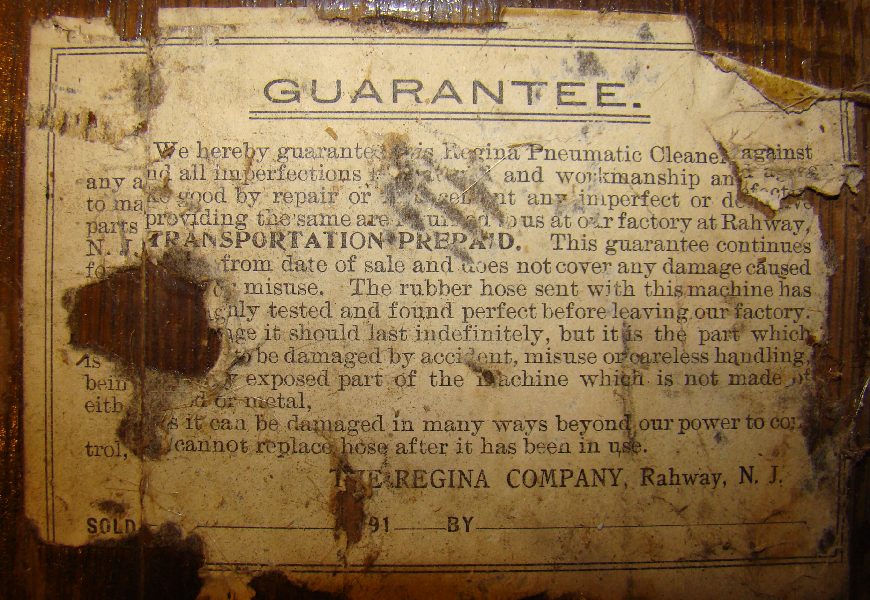 GUARANTEE.
We hereby guarantee this Regina Pneumatic Cleaner against
any and all imperfections and workmanship and agree
to make good by repair or any imperfect or defective
parts providing the same are returned to us at our factory at Rahway,
N. J. TRANSPORTATION PREPAID. This guarantee continues
from date of sale and does not cover any damage caused
or misuse. The rubber hose sent with this machine has
tested and found perfect before leaving our factory.
it should last indefinitely, but it is the part which
is to be damaged by accident, misuse or careless handling,
exposed part of the machine which is not made of
or metal,
it can be damaged in many ways beyond our power to con-
trol, cannot replace hose after it has been in use.
THE REGINA COMPANY, Rahway, N. J.
SOLD 191 BY